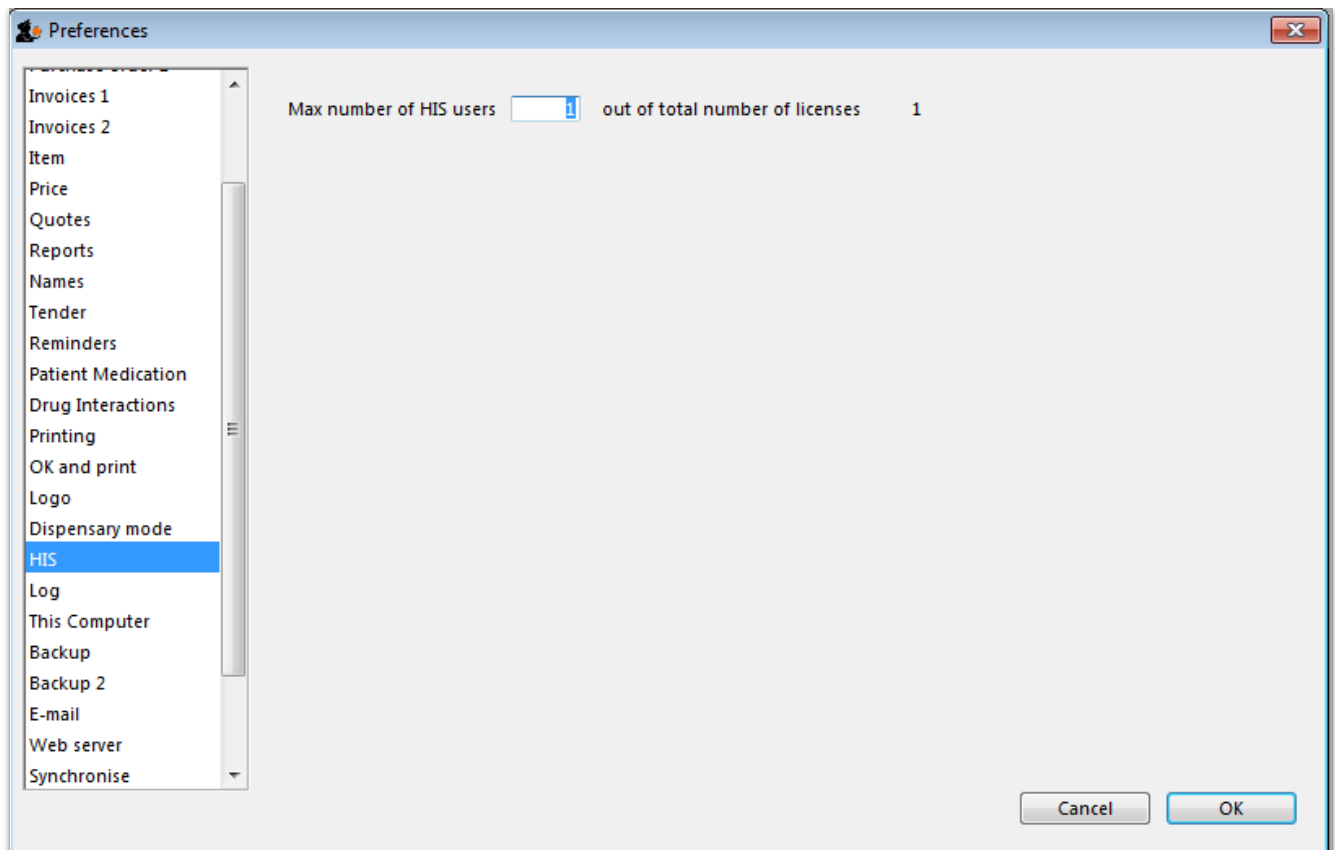 Preferences
Invoices 1
Invoices 2
Item
Price
Quotes
Reports
Names
Tender
Reminders
Patient Medication
Drug Interactions
Printing
OK and print
Logo
Dispensary mode
HIS
Log
This Computer
Backup
Backup 2
E-mail
Web server
Synchronise
Max number of HIS users 1 out of total number of licenses 1
Cancel OK